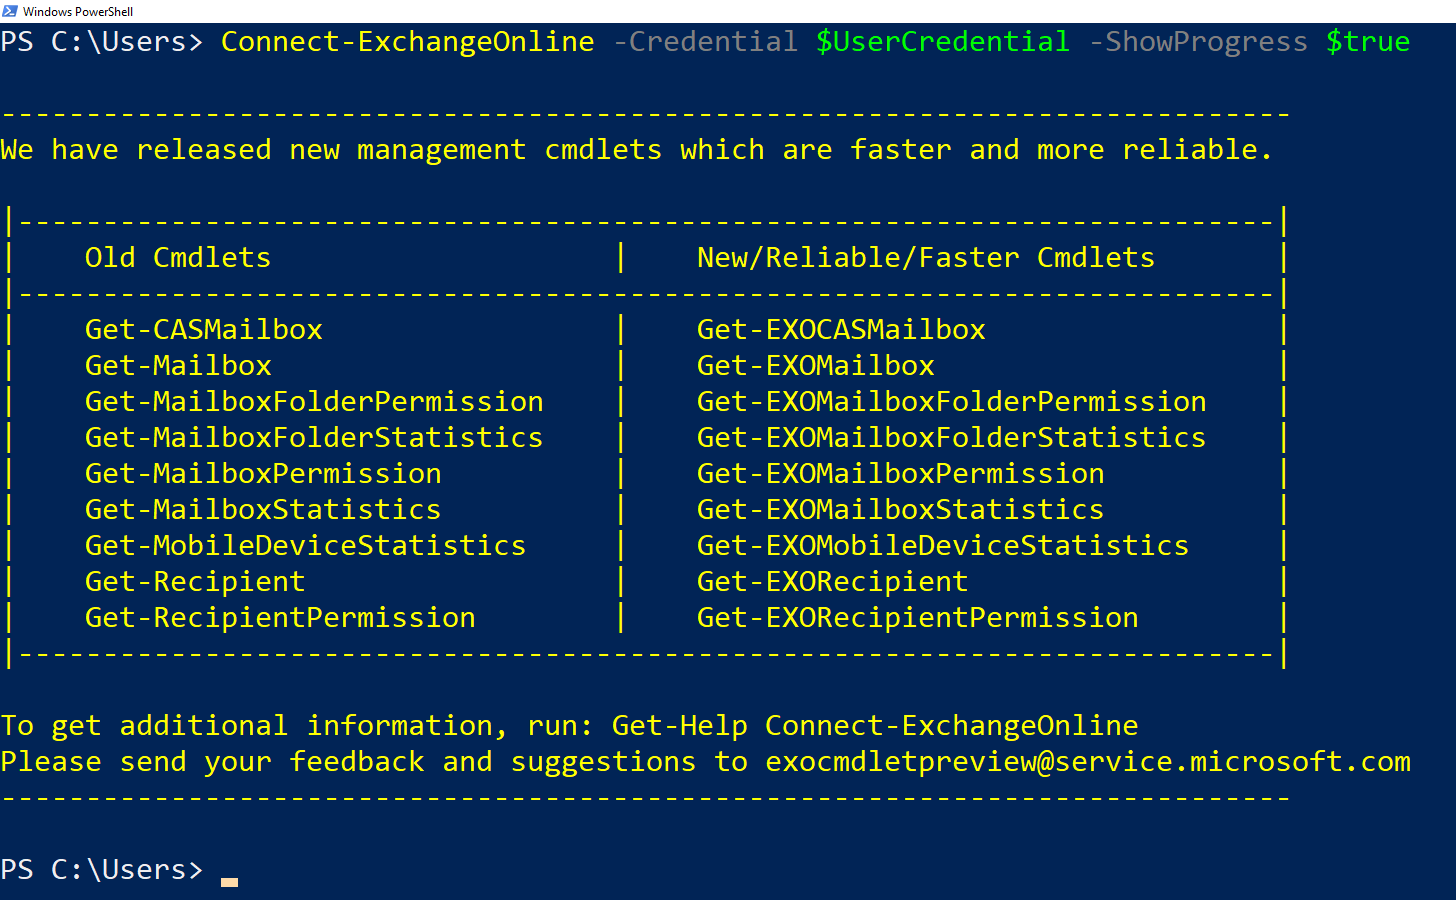 Windows PowerShell
PS C:\Users> Connect-ExchangeOnline -Credential $UserCredential -ShowProgress $true
----------------------------------------------------------------------------
We have released new management cmdlets which are faster and more reliable.
|--------------------------------------------------------------------------|
|    Old Cmdlets                    |    New/Reliable/Faster Cmdlets       |
|--------------------------------------------------------------------------|
|    Get-CASMailbox                 |    Get-EXOCASMailbox                 |
|    Get-Mailbox                    |    Get-EXOMailbox                    |
|    Get-MailboxFolderPermission    |    Get-EXOMailboxFolderPermission    |
|    Get-MailboxFolderStatistics    |    Get-EXOMailboxFolderStatistics    |
|    Get-MailboxPermission          |    Get-EXOMailboxPermission          |
|    Get-MailboxStatistics          |    Get-EXOMailboxStatistics          |
|    Get-MobileDeviceStatistics     |    Get-EXOMobileDeviceStatistics     |
|    Get-Recipient                  |    Get-EXORecipient                  |
|    Get-RecipientPermission        |    Get-EXORecipientPermission        |
|--------------------------------------------------------------------------|
To get additional information, run: Get-Help Connect-ExchangeOnline
Please send your feedback and suggestions to exocmdletpreview@service.microsoft.com
----------------------------------------------------------------------------
PS C:\Users>